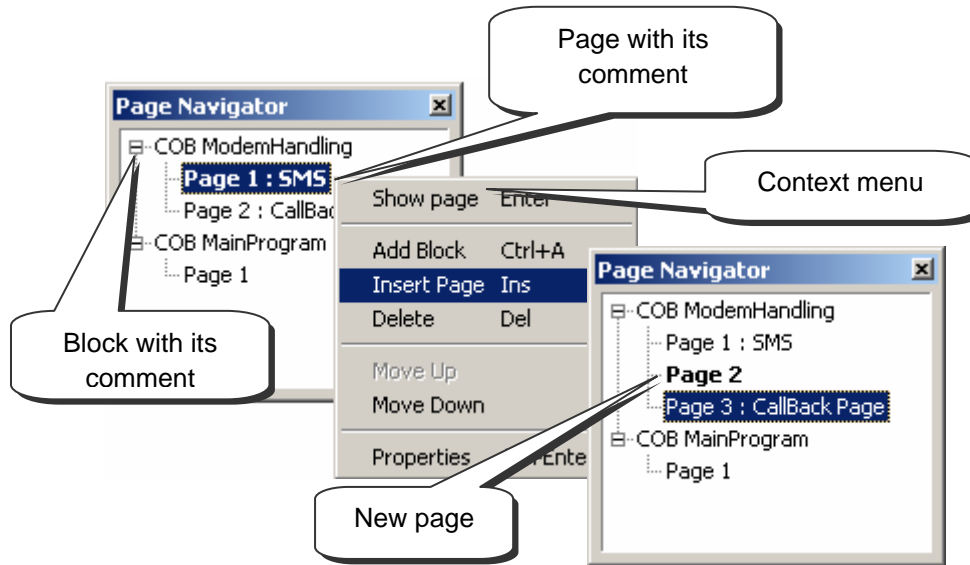 Page with its
comment
Page Navigator
COB ModemHandling
Page 1 : SMS
Page 2 : CallBac
COB MainProgram
Page 1
Context menu
Show page Enter
Add Block Ctrl+A
Insert Page Ins
Delete Del
Move Up
Move Down
Properties
Block with its
comment
Page Navigator
COB ModemHandling
Page 1 : SMS
Page 2
Page 3 : CallBack Page
COB MainProgram
Page 1
New page